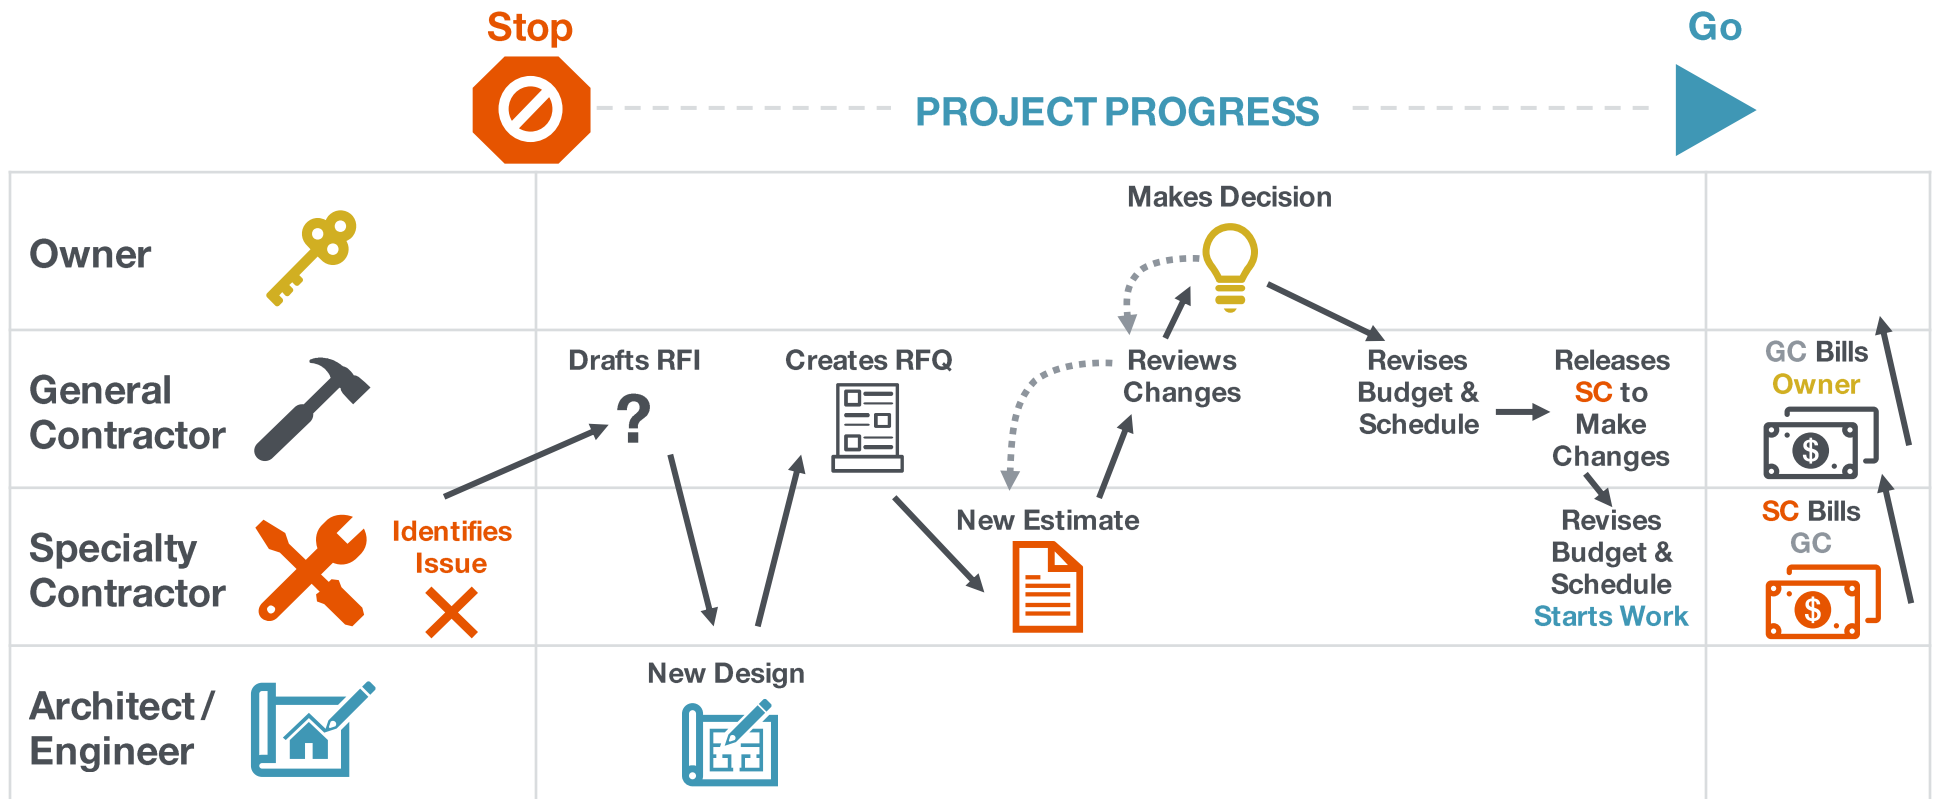 Stop
Go
PROJECT PROGRESS
Owner
Makes Decision
General
Contractor
Drafts RFI
?
Creates RFQ
Reviews
Changes
Revises
Budget &
Schedule
Releases
SC to
Make
Changes
GC Bills
Owner
$
Specialty
Contractor
Identifies
Issue
New Estimate
Revises
Budget &
Schedule
Starts Work
SC Bills
GC
$
Architect /
Engineer
New Design